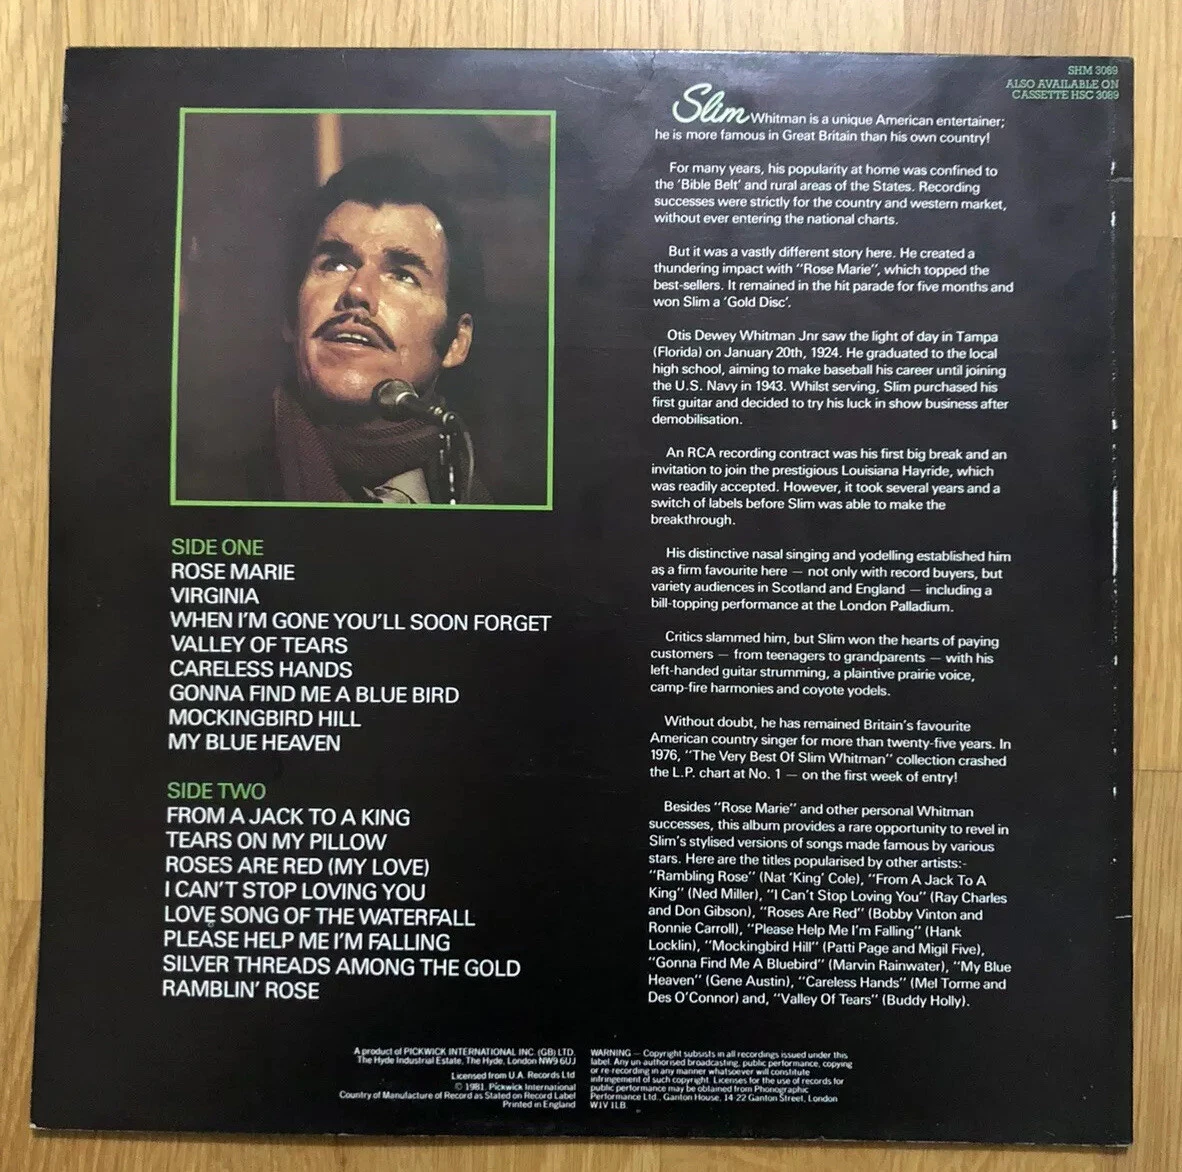 SHM 3089
ALSO AVAILABLE ON
CASSETTE HSC 3089
Slim Whitman is a unique American entertainer;
he is more famous in Great Britain than his own country!
For many years, his popularity at home was confined to
the 'Bible Belt' and rural areas of the States. Recording
successes were strictly for the country and western market,
without ever entering the national charts.
But it was a vastly different story here. He created a
thundering impact with "Rose Marie", which topped the
best-sellers. It remained in the hit parade for five months and
won Slim a 'Gold Disc'.
Otis Dewey Whitman Jnr saw the light of day in Tampa
(Florida) on January 20th, 1924. He graduated to the local
high school, aiming to make baseball his career until joining
the U.S. Navy in 1943. Whilst serving, Slim purchased his
first guitar and decided to try his luck in show business after
demobilisation.
An RCA recording contract was his first big break and an
invitation to join the prestigious Louisiana Hayride, which
was readily accepted. However, it took several years and a
switch of labels before Slim was able to make the
breakthrough.
His distinctive nasal singing and yodelling established him
as a firm favourite here — not only with record buyers, but
variety audiences in Scotland and England — including a
bill-topping performance at the London Palladium.
Critics slammed him, but Slim won the hearts of paying
customers — from teenagers to grandparents — with his
left-handed guitar strumming, a plaintive prairie voice,
camp-fire harmonies and coyote yodels.
Without doubt, he has remained Britain's favourite
American country singer for more than twenty-five years. In
1976, "The Very Best Of Slim Whitman" collection crashed
the L.P. chart at No. 1 — on the first week of entry!
Besides "Rose Marie" and other personal Whitman
successes, this album provides a rare opportunity to revel in
Slim's stylised versions of songs made famous by various
stars. Here are the titles popularised by other artists:-
"Rambling Rose" (Nat 'King' Cole), "From A Jack To A
King" (Ned Miller), "I Can't Stop Loving You" (Ray Charles
and Don Gibson), "Roses Are Red" (Bobby Vinton and
Ronnie Carroll), "Please Help Me I'm Falling" (Hank
Locklin), "Mockingbird Hill" (Patti Page and Migil Five),
"Gonna Find Me A Bluebird" (Marvin Rainwater), "My Blue
Heaven" (Gene Austin), "Careless Hands" (Mel Torme and
Des O'Connor) and, "Valley Of Tears" (Buddy Holly).
SIDE ONE
ROSE MARIE
VIRGINIA
WHEN I'M GONE YOU'LL SOON FORGET
VALLEY OF TEARS
CARELESS HANDS
GONNA FIND ME A BLUE BIRD
MOCKINGBIRD HILL
MY BLUE HEAVEN
SIDE TWO
FROM A JACK TO A KING
TEARS ON MY PILLOW
ROSES ARE RED (MY LOVE)
I CAN'T STOP LOVING YOU
LOVE SONG OF THE WATERFALL
PLEASE HELP ME I'M FALLING
SILVER THREADS AMONG THE GOLD
RAMBLIN' ROSE
A product of PICKWICK INTERNATIONAL INC. (GB) LTD.
The Hyde Industrial Estate, The Hyde, London NW9 6UJ
Licensed from U.A. Records Ltd
© 1981. Pickwick International
Country of Manufacture of Record as Stated on Record Label
Printed in England
WARNING — Copyright subsists in all recordings issued under this
label. Any un-authorised broadcasting, public performance, copying
or re-recording in any manner whatsoever will constitute
infringement of such copyright. Licenses for the use of records for
public performance may be obtained from Phonographic
Performance Ltd., Ganton House, 14-22 Ganton Street, London
W1V 1LB.